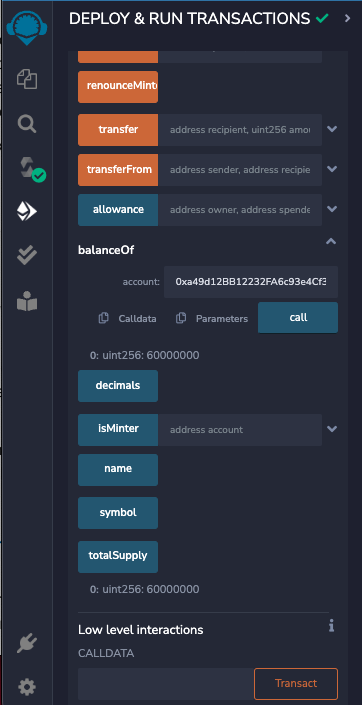 DEPLOY & RUN TRANSACTIONS
renounceMint
transfer
address recipient, uint256 amou
transferFrom
address sender, address recipie
allowance
address owner, address spende
balanceOf
account:
0xa49d12BB12232FA6c93e4Cf3
Calldata
Parameters
call
0: uint256: 60000000
decimals
isMinter
address account
name
symbol
totalSupply
0: uint256: 60000000
Low level interactions
i
CALLDATA
Transact